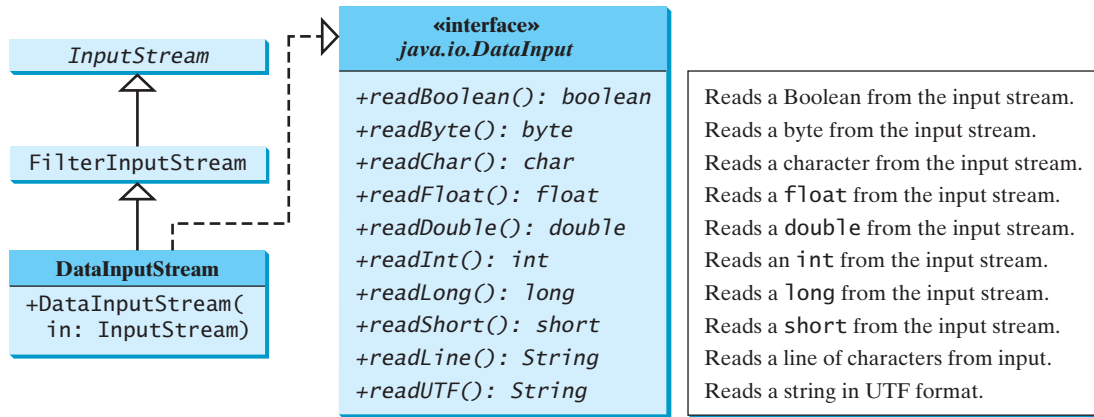 InputStream
FilterInputStream
DataInputStream
+DataInputStream(
in: InputStream)
«interface»
java.io.DataInput
+readBoolean(): boolean
+readByte(): byte
+readChar(): char
+readFloat(): float
+readDouble(): double
+readInt(): int
+readLong(): long
+readShort(): short
+readLine(): String
+readUTF(): String
Reads a Boolean from the input stream.
Reads a byte from the input stream.
Reads a character from the input stream.
Reads a float from the input stream.
Reads a double from the input stream.
Reads an int from the input stream.
Reads a long from the input stream.
Reads a short from the input stream.
Reads a line of characters from input.
Reads a string in UTF format.